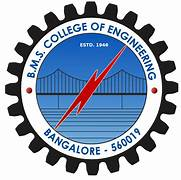 B.M.S. COLLEGE OF ENGINEERING
ESTD. 1946
BANGALORE - 560019